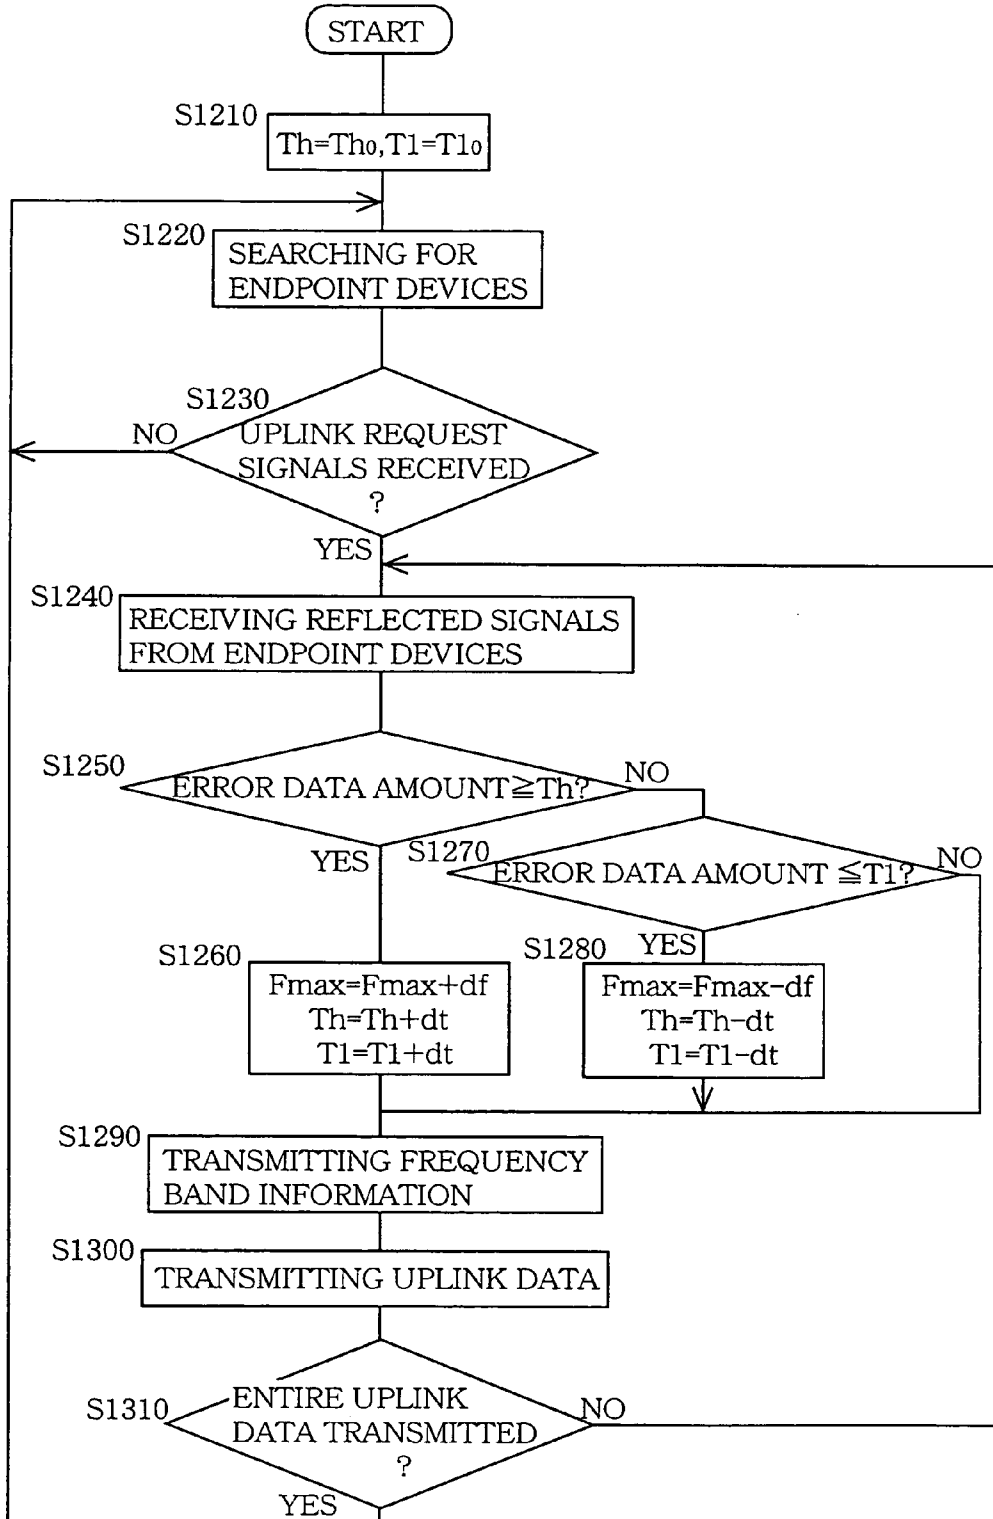 START
S1210
Th=Th0,T1=T10
S1220
SEARCHING FOR
ENDPOINT DEVICES
S1230
NO
UPLINK REQUEST
SIGNALS RECEIVED
?
YES
S1240
RECEIVING REFLECTED SIGNALS
FROM ENDPOINT DEVICES
S1250
ERROR DATA AMOUNT≧Th?
NO
YES
S1270
ERROR DATA AMOUNT ≦T1?
NO
YES
S1260
Fmax=Fmax+df
Th=Th+dt
T1=T1+dt
S1280
Fmax=Fmax-df
Th=Th-dt
T1=T1-dt
S1290
TRANSMITTING FREQUENCY
BAND INFORMATION
S1300
TRANSMITTING UPLINK DATA
S1310
ENTIRE UPLINK
DATA TRANSMITTED
?
NO
YES